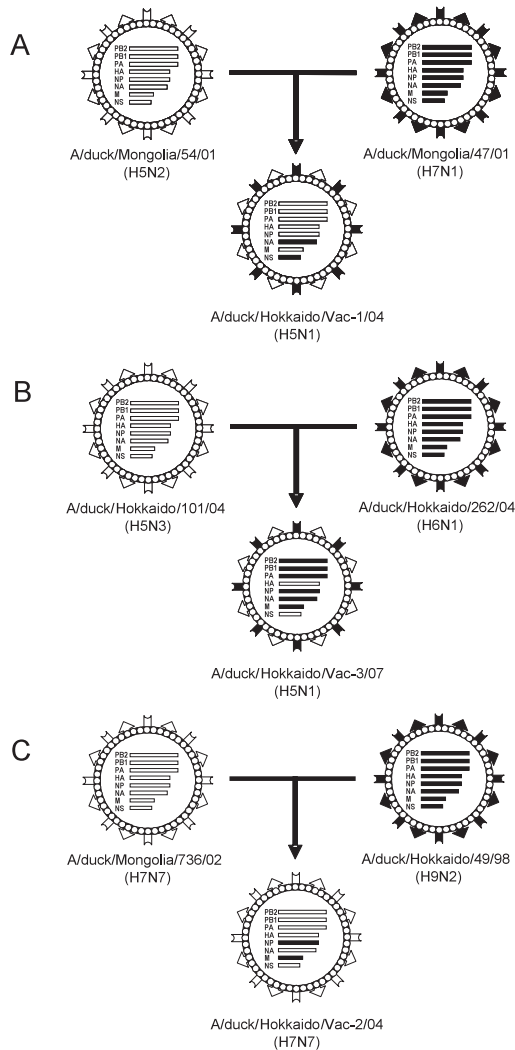 A
PB2
PB1
PA
HA
NP
NA
M
NS
A/duck/Mongolia/54/01
(H5N2)
PB2
PB1
PA
HA
NP
NA
M
NS
A/duck/Mongolia/47/01
(H7N1)
PB2
PB1
PA
HA
NP
NA
M
NS
A/duck/Hokkaido/Vac-1/04
(H5N1)
B
PB2
PB1
PA
HA
NP
NA
M
NS
A/duck/Hokkaido/101/04
(H5N3)
PB2
PB1
PA
HA
NP
NA
M
NS
A/duck/Hokkaido/262/04
(H6N1)
PB2
PB1
PA
HA
NP
NA
M
NS
A/duck/Hokkaido/Vac-3/07
(H5N1)
C
PB2
PB1
PA
HA
NP
NA
M
NS
A/duck/Mongolia/736/02
(H7N7)
PB2
PB1
PA
HA
NP
NA
M
NS
A/duck/Hokkaido/49/98
(H9N2)
PB2
PB1
PA
HA
NP
NA
M
NS
A/duck/Hokkaido/Vac-2/04
(H7N7)